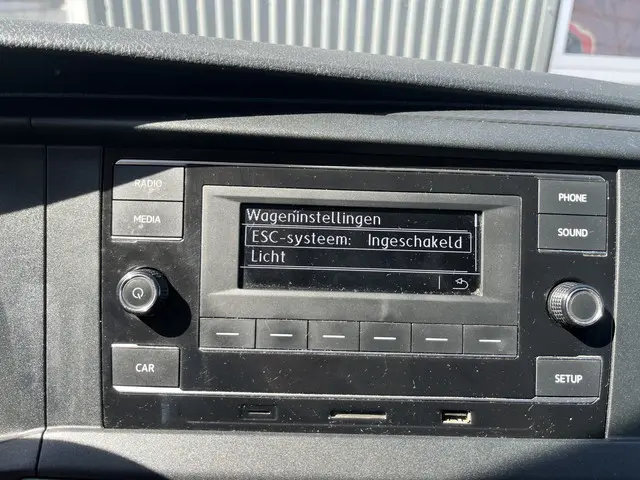 RADIO
MEDIA
Wageninstellingen
ESC-systeem: Ingeschakeld
Licht
PHONE
SOUND
CAR
SETUP